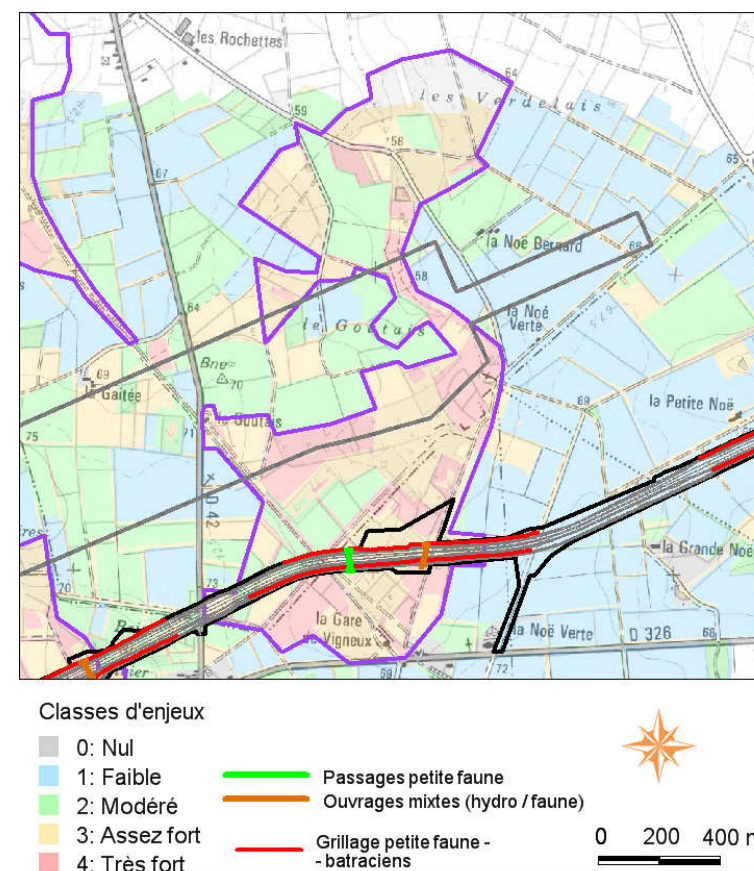 les Rochettes
64
les Verdelais
59
58
65
67
la Noë Bernard
66
58
la Noë
Verte
64
le Goutais
Bne
70
69
la Gaitée
69
la Petite Noë
le Goutais
75
71
D 42
la Grande Noë
70
73
la Gare
de Vigneux
la Noë Verte
D 326
68
69
72
Classes d'enjeux
0: Nul
1: Faible
2: Modéré
3: Assez fort
4: Très fort
Passages petite faune
Ouvrages mixtes (hydro / faune)
Grillage petite faune -
- batraciens
0 200 400 m